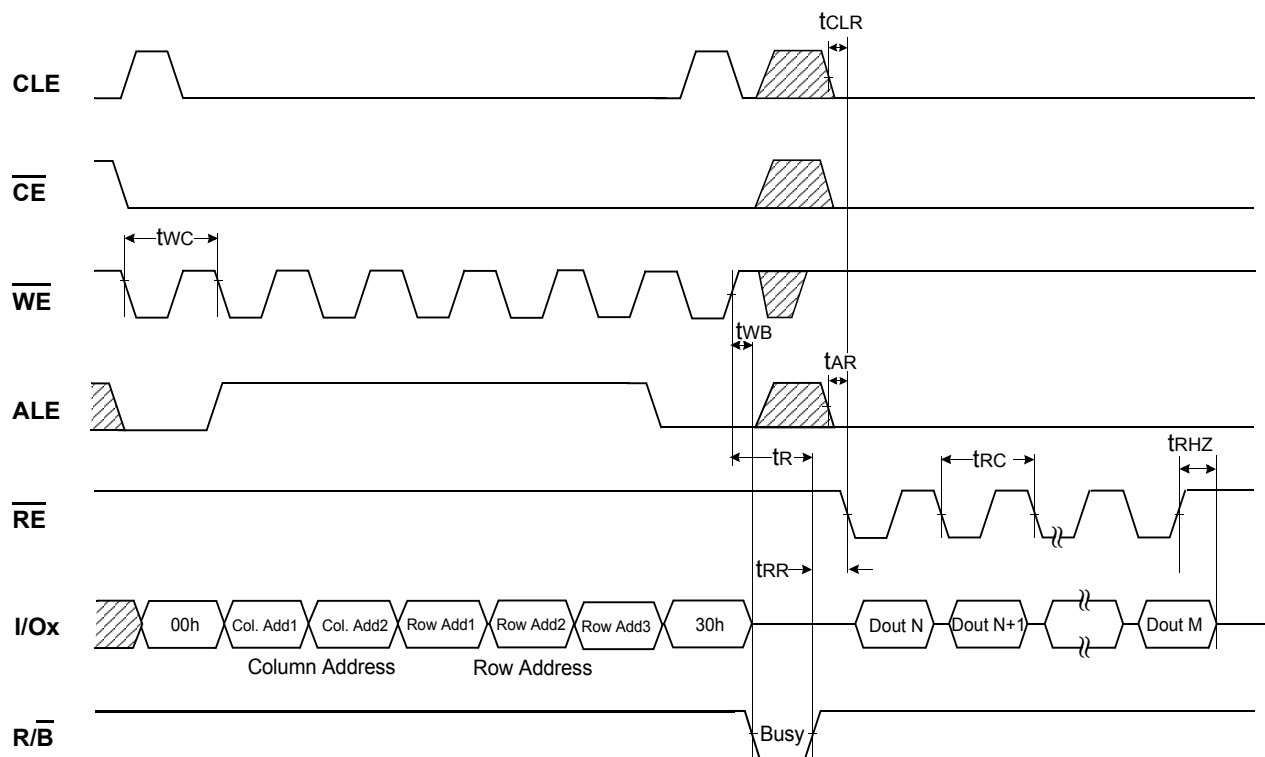 tCLR
CLE
CE
tWC
WE
tWB
tAR
ALE
tR
tRC
tRHZ
RE
tRR
I/Ox
00h
Col. Add1
Col. Add2
Row Add1
Row Add2
Row Add3
30h
Dout N
Dout N+1
Dout M
Column Address
Row Address
R/B
Busy